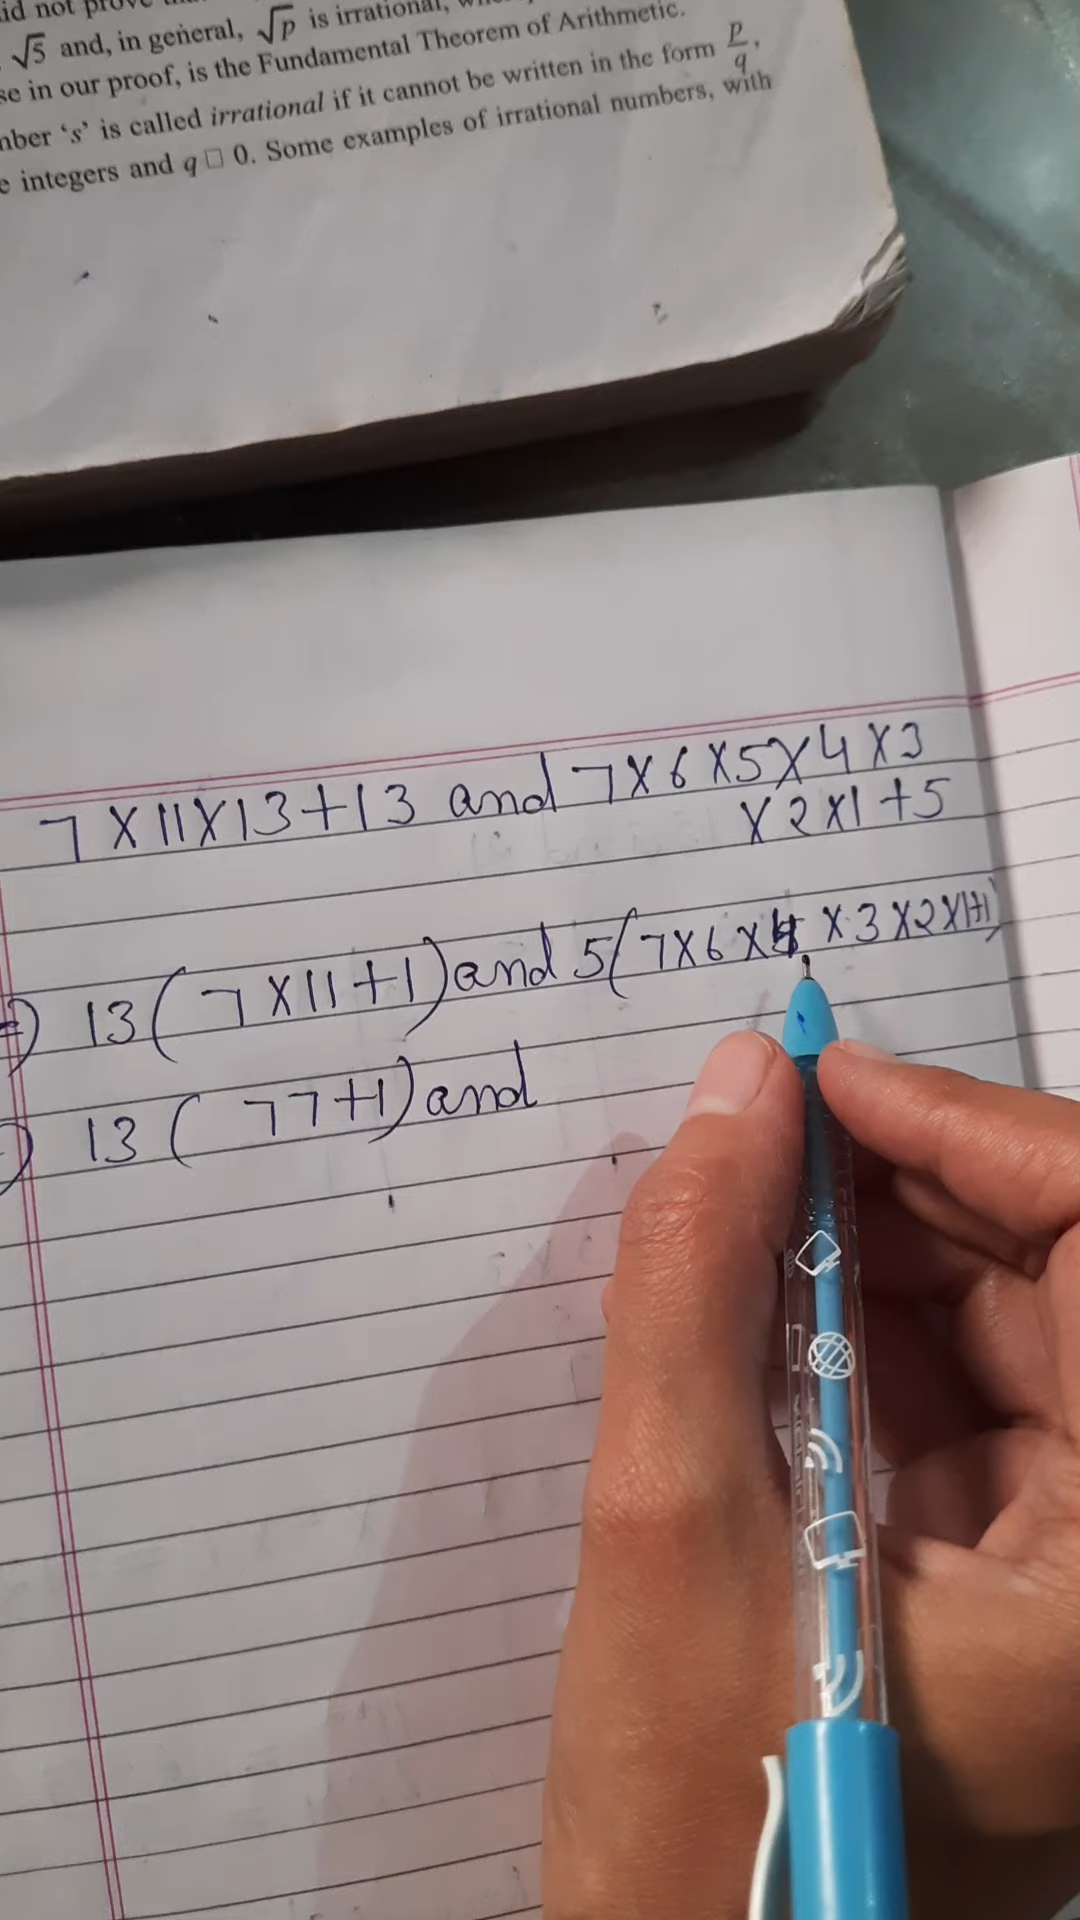 √5 and, in general, √p is irrational,
se in our proof, is the Fundamental Theorem of Arithmetic.
nber ‘s’ is called irrational if it cannot be written in the form p/q,
e integers and q □ 0. Some examples of irrational numbers, with
7 × 11 × 13 + 13 and 7 × 6 × 5 × 4 × 3
× 2 × 1 + 5
⇒) 13 ( 7 × 11 + 1 ) and 5 ( 7 × 6 × 4 × 3 × 2 × 1 + 1 )
13 ( 77 + 1 ) and